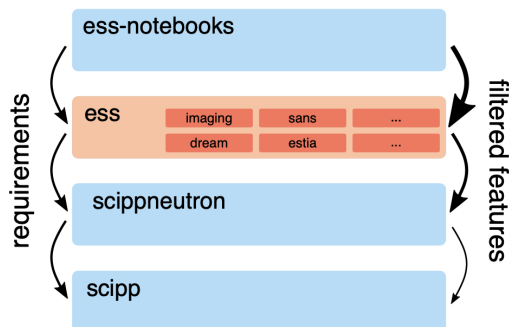 ess-notebooks
ess
imaging
sans
...
dream
estia
...
scippneutron
scipp
requirements
filtered features